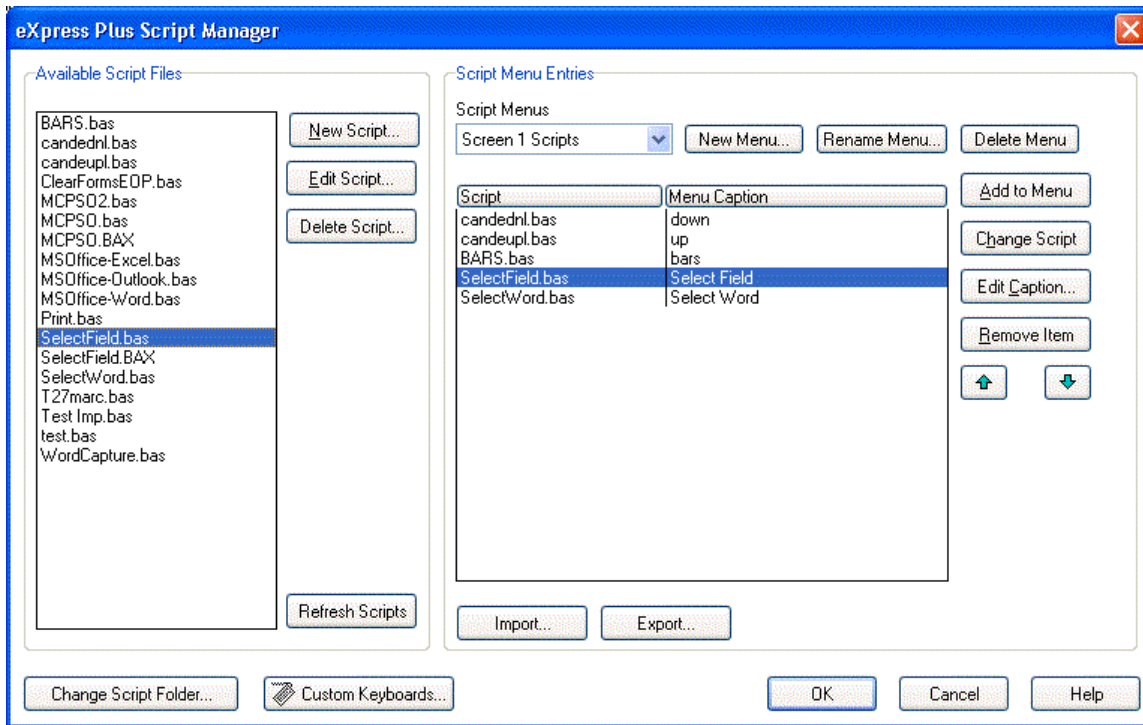 eXpress Plus Script Manager
Available Script Files
BARS.bas
candednl.bas
candeupl.bas
ClearFormsEOP.bas
MCPSO2.bas
MCPSO.bas
MCPSO.BAX
MSOffice-Excel.bas
MSOffice-Outlook.bas
MSOffice-Word.bas
Print.bas
SelectField.bas
SelectField.BAX
SelectWord.bas
T27marc.bas
Test Imp.bas
test.bas
WordCapture.bas
New Script...
Edit Script...
Delete Script...
Refresh Scripts
Script Menu Entries
Script Menus
Screen 1 Scripts New Menu... Rename Menu... Delete Menu
Script Menu Caption
candednl.bas down
candeupl.bas up
BARS.bas bars
SelectField.bas Select Field
SelectWord.bas Select Word
Add to Menu
Change Script
Edit Caption...
Remove Item
Import... Export...
Change Script Folder... Custom Keyboards... OK Cancel Help